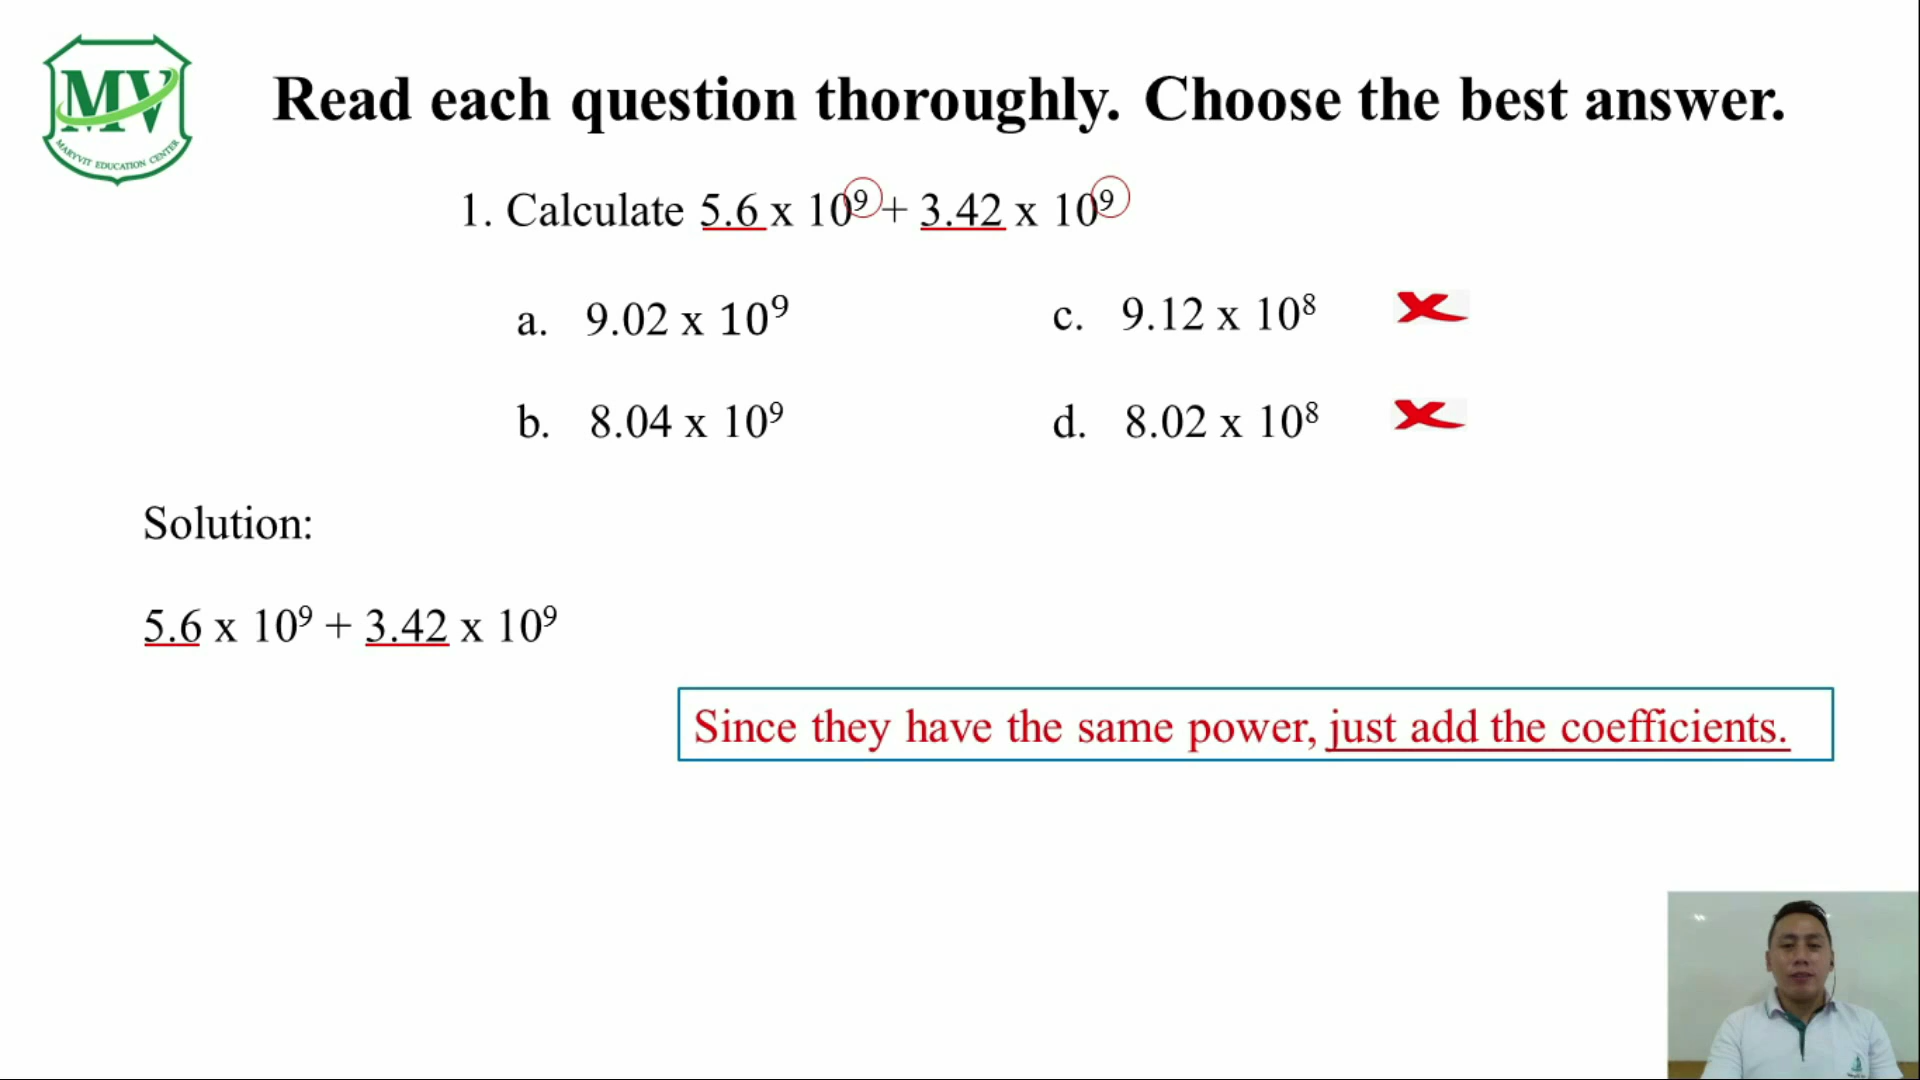 MV
MARYVIT EDUCATION CENTER
Read each question thoroughly. Choose the best answer.
1. Calculate 5.6 x 10⁹ + 3.42 x 10⁹
a. 9.02 x 10⁹
c. 9.12 x 10⁸
b. 8.04 x 10⁹
d. 8.02 x 10⁸
Solution:
5.6 x 10⁹ + 3.42 x 10⁹
Since they have the same power, just add the coefficients.